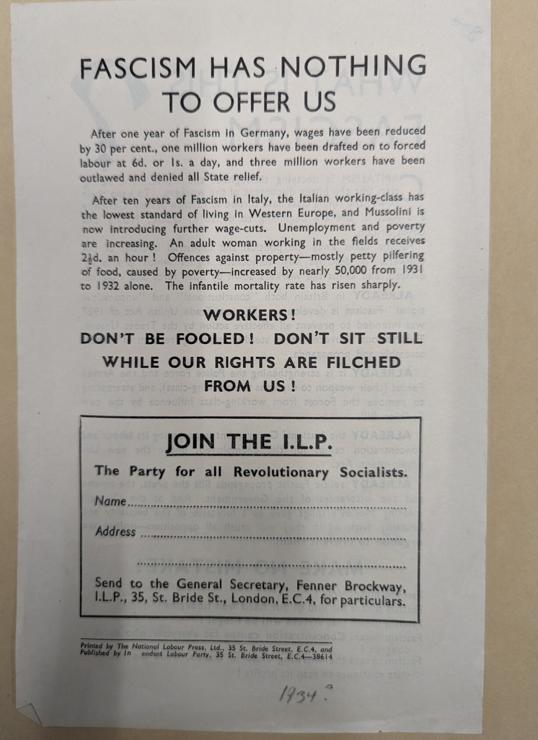 FASCISM HAS NOTHING
TO OFFER US
After one year of Fascism in Germany, wages have been reduced
by 30 per cent., one million workers have been drafted on to forced
labour at 6d. or 1s. a day, and three million workers have been
outlawed and denied all State relief.
After ten years of Fascism in Italy, the Italian working-class has
the lowest standard of living in Western Europe, and Mussolini is
now introducing further wage-cuts. Unemployment and poverty
are increasing. An adult woman working in the fields receives
2½d. an hour! Offences against property—mostly petty pilfering
of food, caused by poverty—increased by nearly 50,000 from 1931
to 1932 alone. The infantile mortality rate has risen sharply.
WORKERS!
DON'T BE FOOLED! DON'T SIT STILL
WHILE OUR RIGHTS ARE FILCHED
FROM US!
JOIN THE I.L.P.
The Party for all Revolutionary Socialists.
Name
Address
Send to the General Secretary, Fenner Brockway,
I.L.P., 35, St. Bride St., London, E.C.4, for particulars.
Printed by The National Labour Press, Ltd., 35 St. Bride Street, E.C.4, and
Published by In endent Labour Party, 35 St. Bride Street, E.C.4—38614
1934?